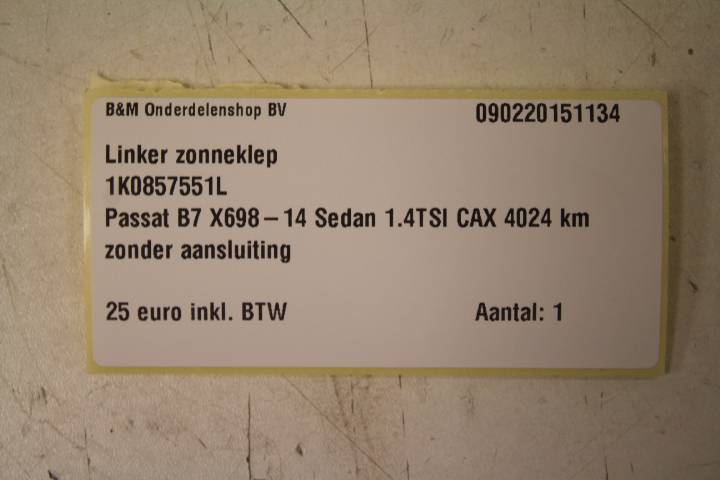 B&M Onderdelenshop BV 090220151134
Linker zonneklep
1K0857551L
Passat B7 X698-14 Sedan 1.4TSI CAX 4024 km
zonder aansluiting
25 euro inkl. BTW Aantal: 1